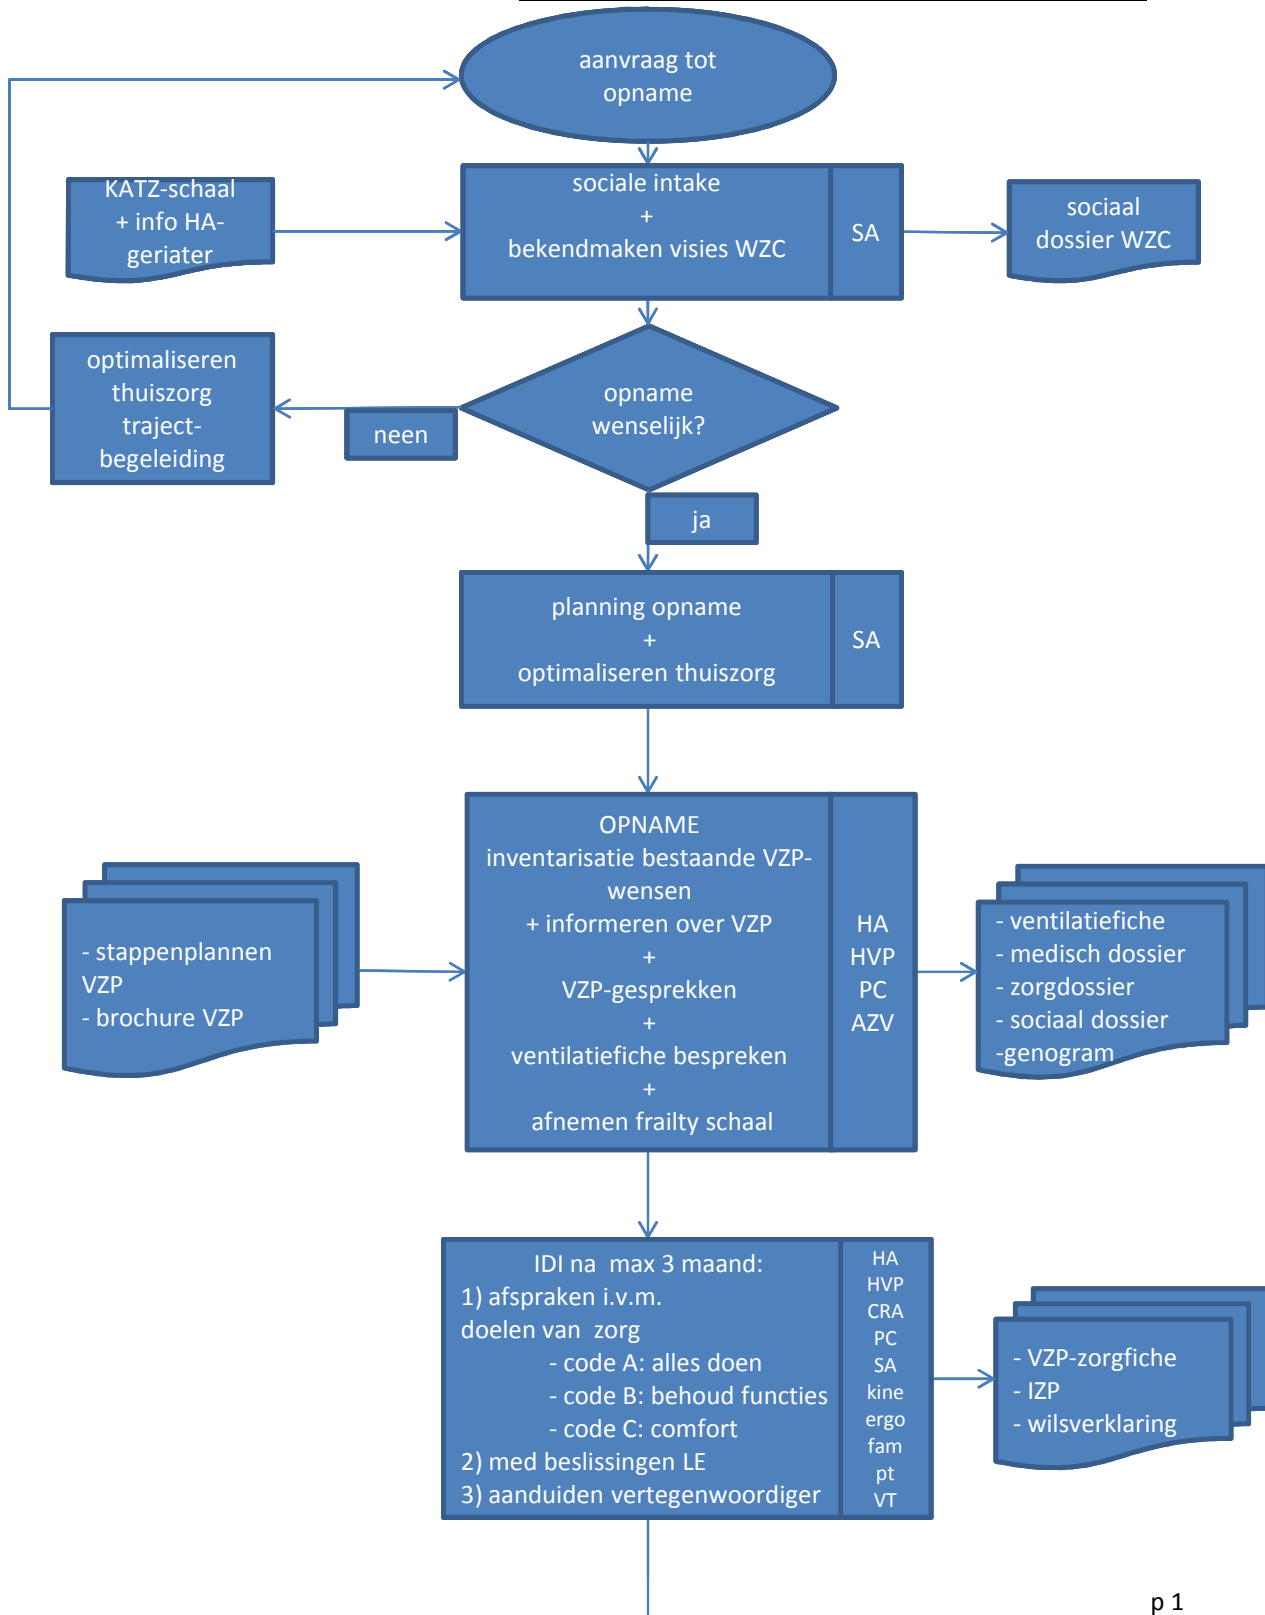 aanvraag tot
opname
KATZ-schaal
+ info HA-
geriater
sociale intake
+
bekendmaken visies WZC
SA
sociaal
dossier WZC
optimaliseren
thuiszorg
traject-
begeleiding
neen
opname
wenselijk?
ja
planning opname
+
optimaliseren thuiszorg
SA
- stappenplannen
VZP
- brochure VZP
OPNAME
inventarisatie bestaande VZP-
wensen
+ informeren over VZP
+
VZP-gesprekken
+
ventilatiefiche bespreken
+
afnemen frailty schaal
HA
HVP
PC
AZV
- ventilatiefiche
- medisch dossier
- zorgdossier
- sociaal dossier
-genogram
IDI na  max 3 maand:
1) afspraken i.v.m.
doelen van  zorg
- code A: alles doen
- code B: behoud functies
- code C: comfort
2) med beslissingen LE
3) aanduiden vertegenwoordiger
HA
HVP
CRA
PC
SA
kine
ergo
fam
pt
VT
- VZP-zorgfiche
- IZP
- wilsverklaring
p 1